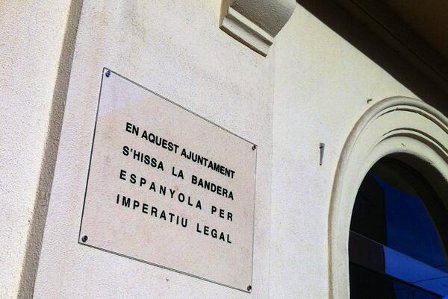 EN AQUEST AJUNTAMENT
S'HISSA LA BANDERA
ESPANYOLA PER
IMPERATIU LEGAL